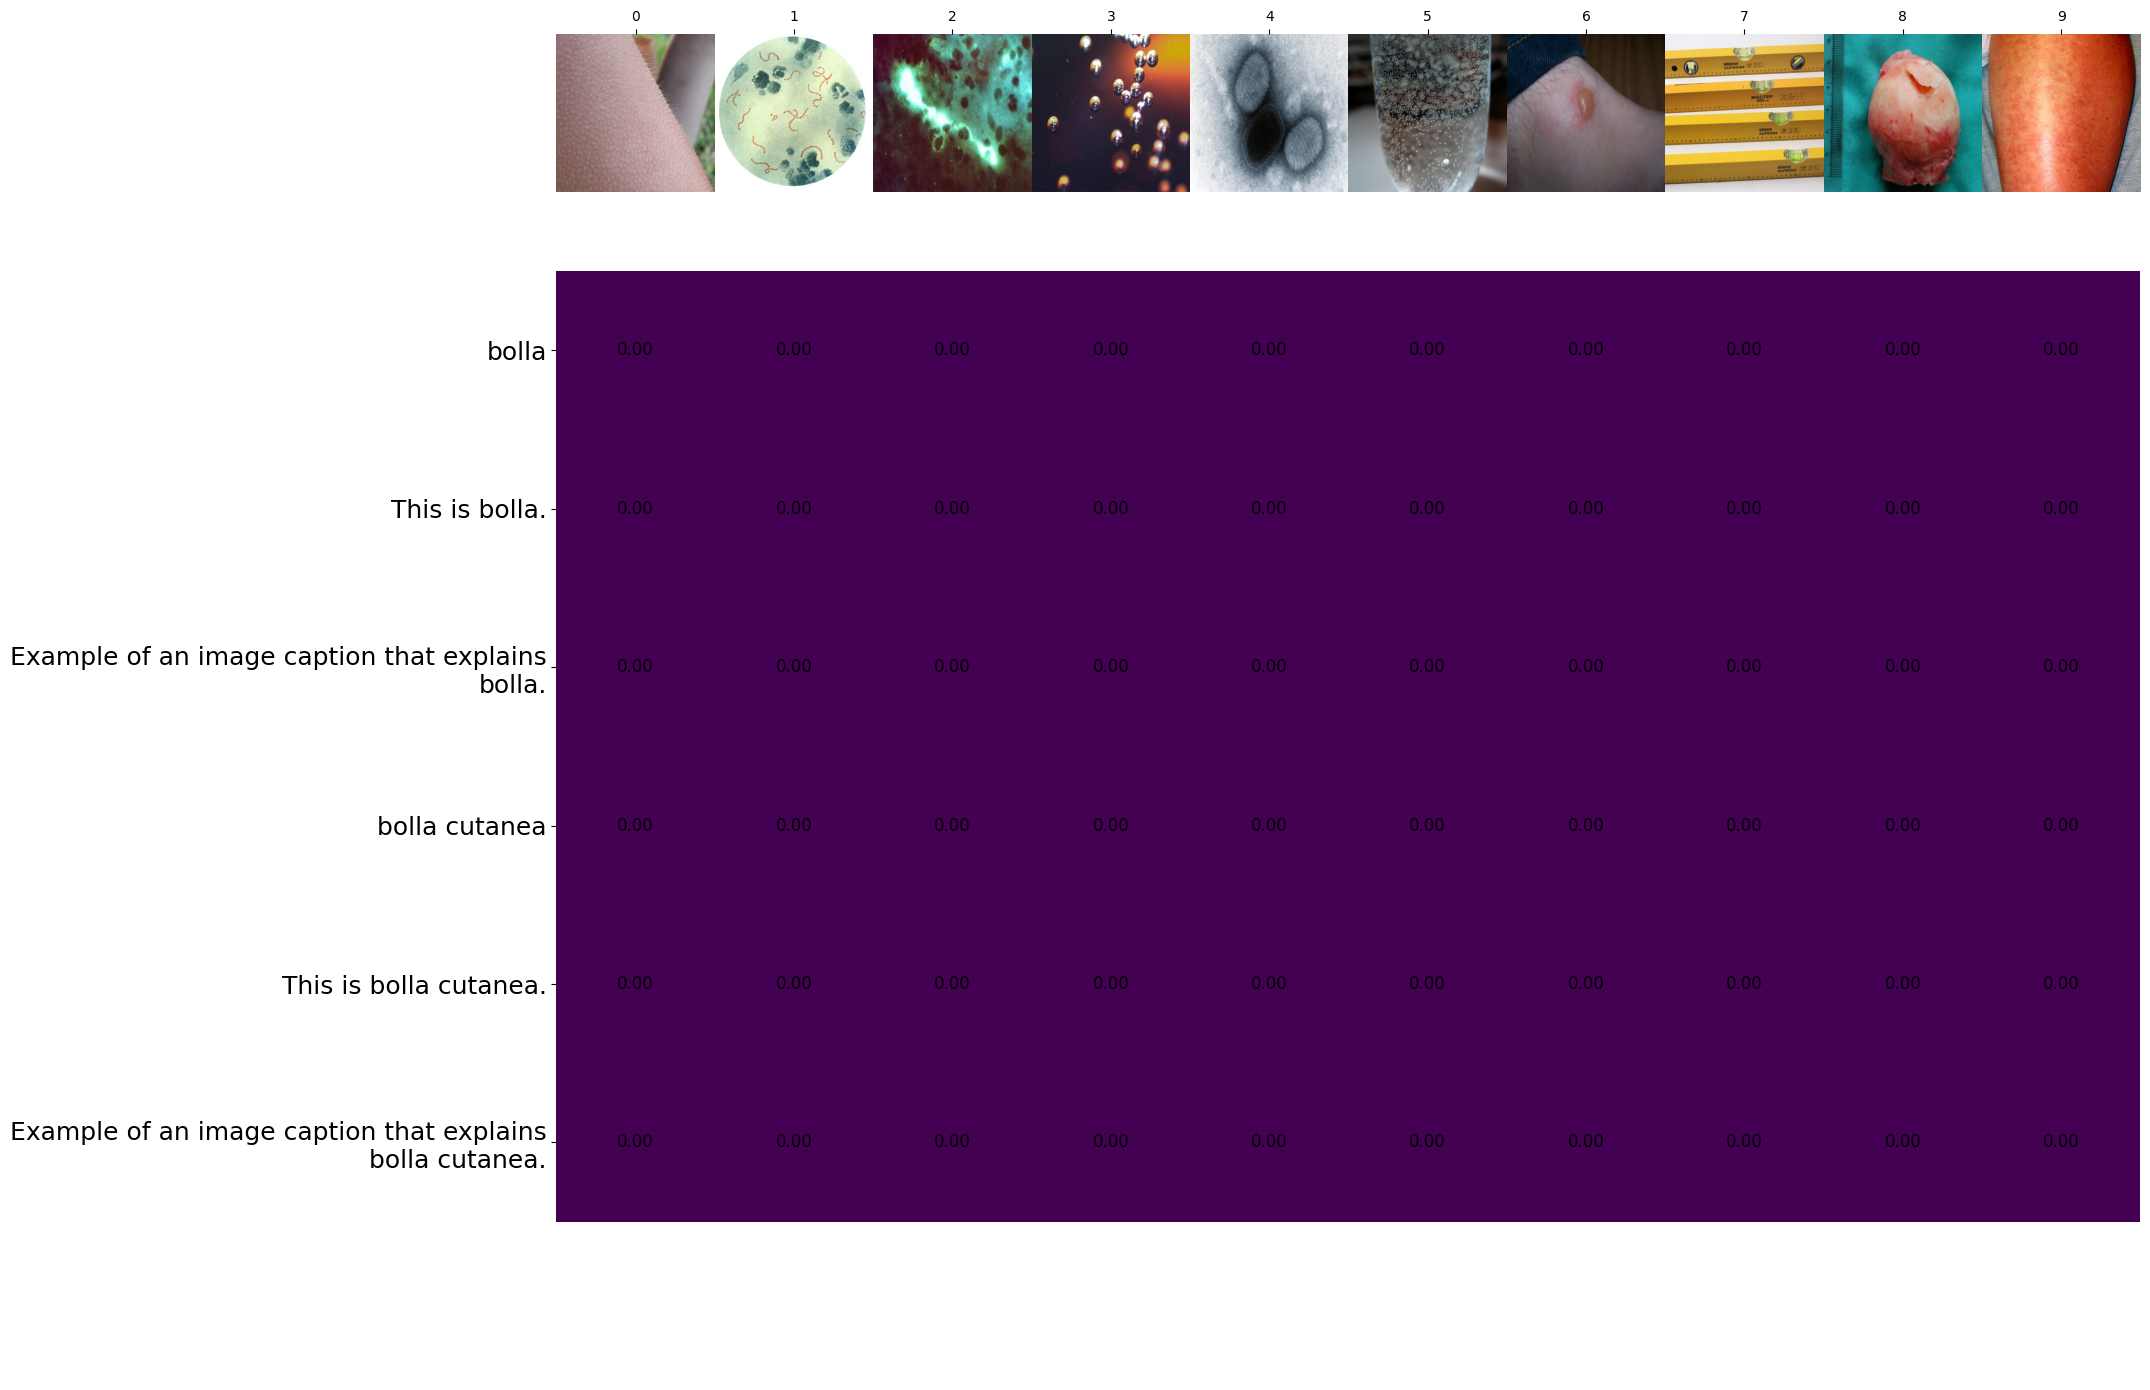 0 1 2 3 4 5 6 7 8 9
bolla 0.00 0.00 0.00 0.00 0.00 0.00 0.00 0.00 0.00 0.00
This is bolla. 0.00 0.00 0.00 0.00 0.00 0.00 0.00 0.00 0.00 0.00
Example of an image caption that explains
bolla. 0.00 0.00 0.00 0.00 0.00 0.00 0.00 0.00 0.00 0.00
bolla cutanea 0.00 0.00 0.00 0.00 0.00 0.00 0.00 0.00 0.00 0.00
This is bolla cutanea. 0.00 0.00 0.00 0.00 0.00 0.00 0.00 0.00 0.00 0.00
Example of an image caption that explains
bolla cutanea. 0.00 0.00 0.00 0.00 0.00 0.00 0.00 0.00 0.00 0.00